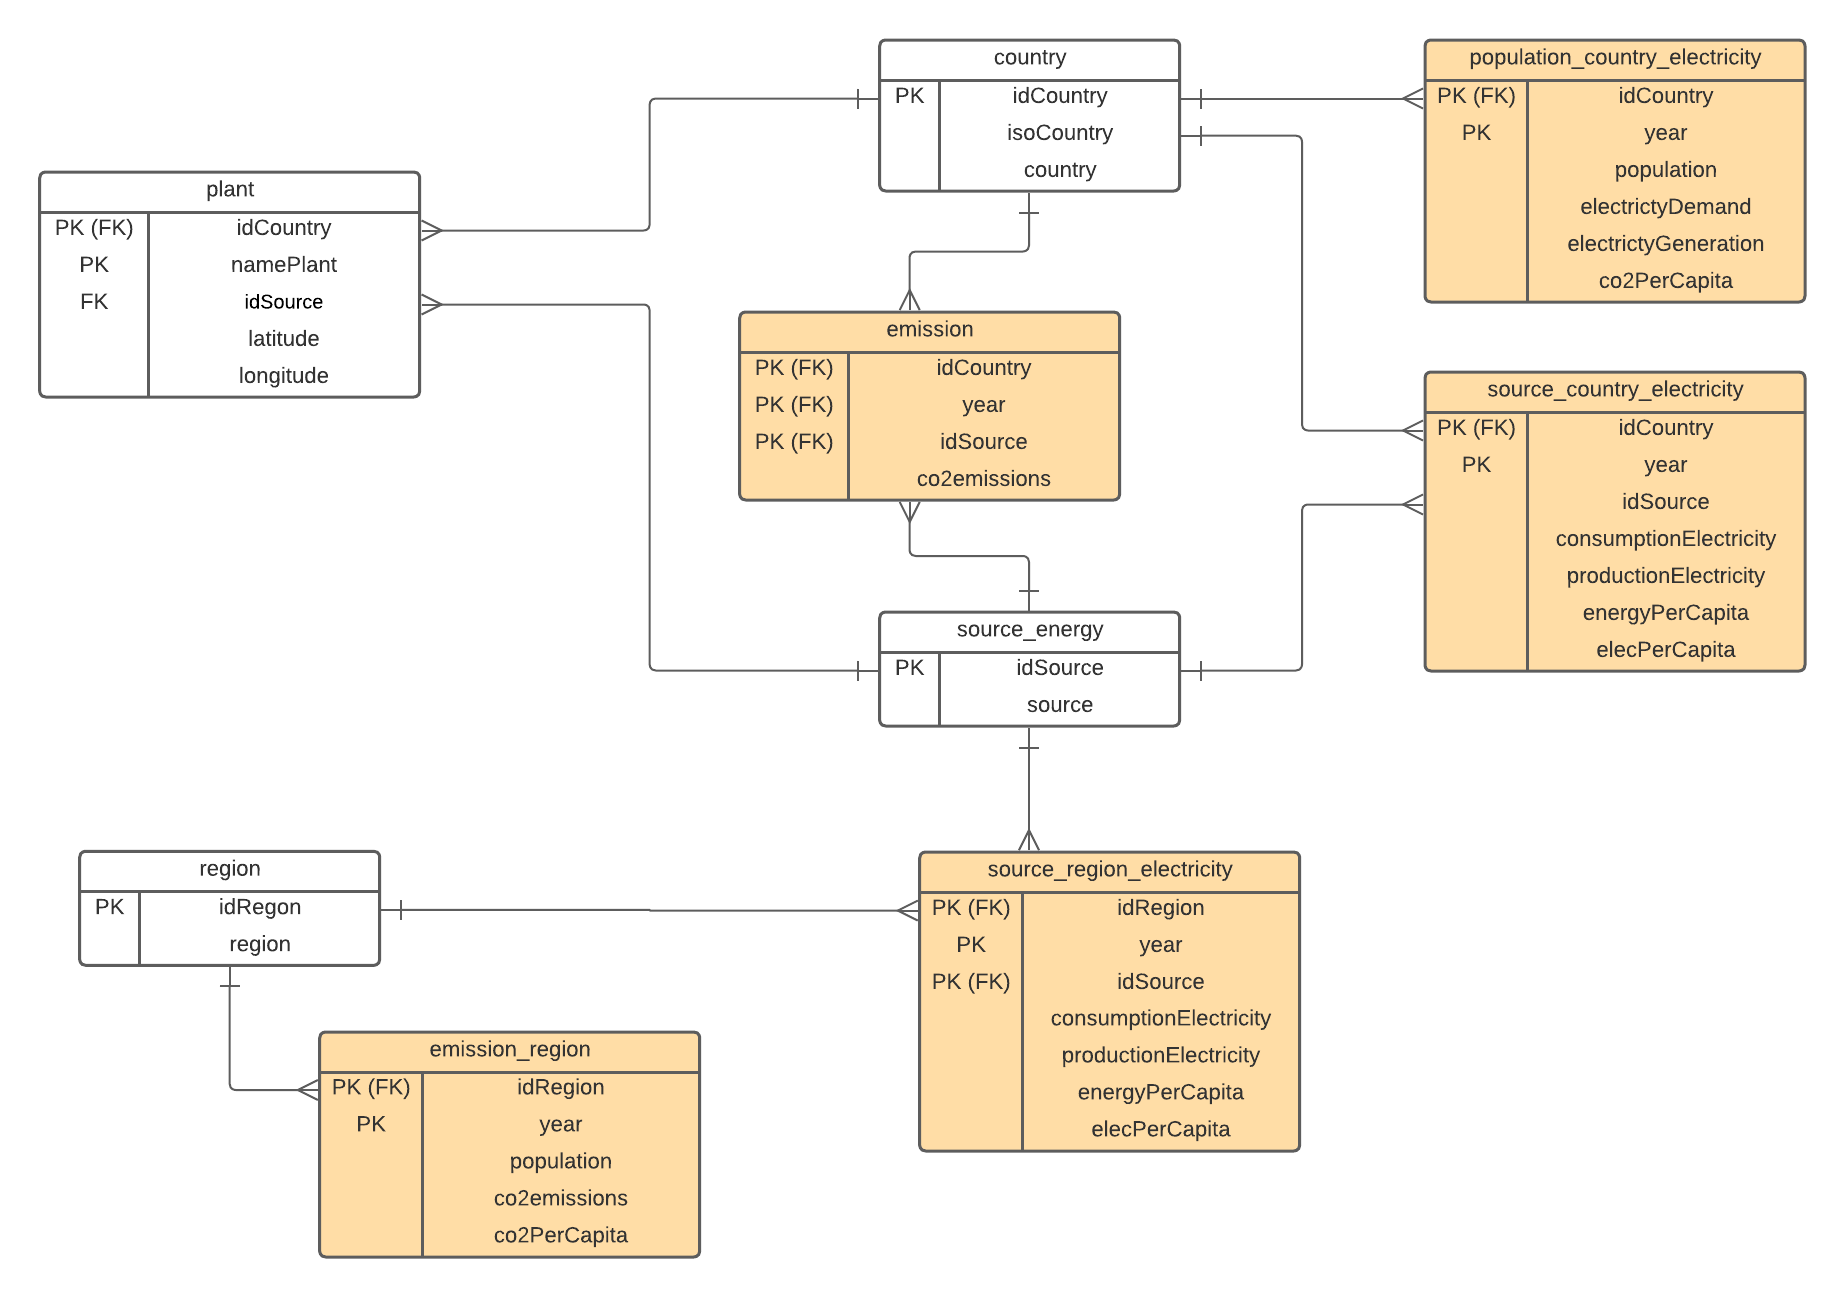 country
PK idCountry
isoCountry
country
population_country_electricity
PK (FK) idCountry
PK year
population
electrictyDemand
electrictyGeneration
co2PerCapita
plant
PK (FK) idCountry
PK namePlant
FK idSource
latitude
longitude
emission
PK (FK) idCountry
PK (FK) year
PK (FK) idSource
co2emissions
source_country_electricity
PK (FK) idCountry
PK year
idSource
consumptionElectricity
productionElectricity
energyPerCapita
elecPerCapita
source_energy
PK idSource
source
region
PK idRegon
region
source_region_electricity
PK (FK) idRegion
PK year
PK (FK) idSource
consumptionElectricity
productionElectricity
energyPerCapita
elecPerCapita
emission_region
PK (FK) idRegion
PK year
population
co2emissions
co2PerCapita